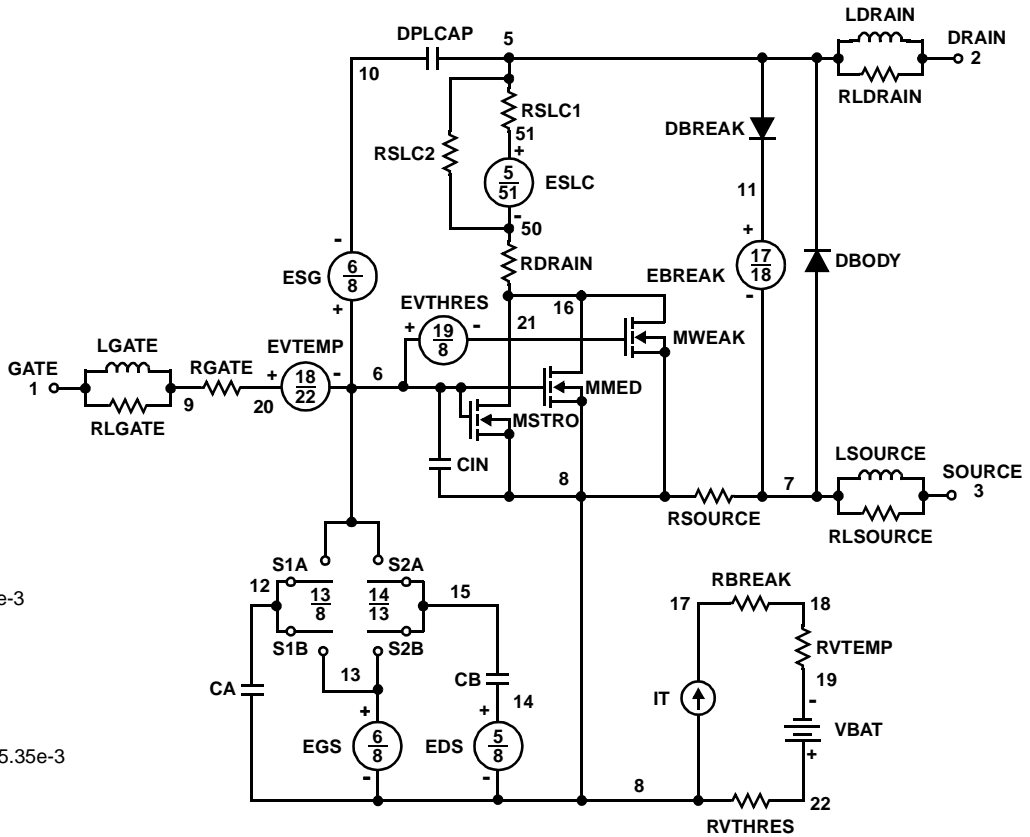 LDRAIN
DPLCAP 5 DRAIN
2
10
RLDRAIN
RSLC1
DBREAK
51
+
RSLC2
5
51
ESLC
11
-
50
+
-
RDRAIN
17
18
DBODY
6
8
ESG
EBREAK
EVTHRES
16
-
+
+ 19
8 -
21
MWEAK
LGATE
EVTEMP
GATE
1
RGATE
+ 18
22 -
6
MMED
9
20
MSTRO
RLGATE
LSOURCE
CIN
SOURCE
3
8
7
RSOURCE
RLSOURCE
S1A
S2A
12
13
8
14
13
15
RBREAK
e-3
17
18
S1B
S2B
RVTEMP
13
CB
19
CA
14
IT
-
+
+
VBAT
EGS
6
8
EDS
5
8
5.35e-3
+
-
-
8
22
RVTHRES